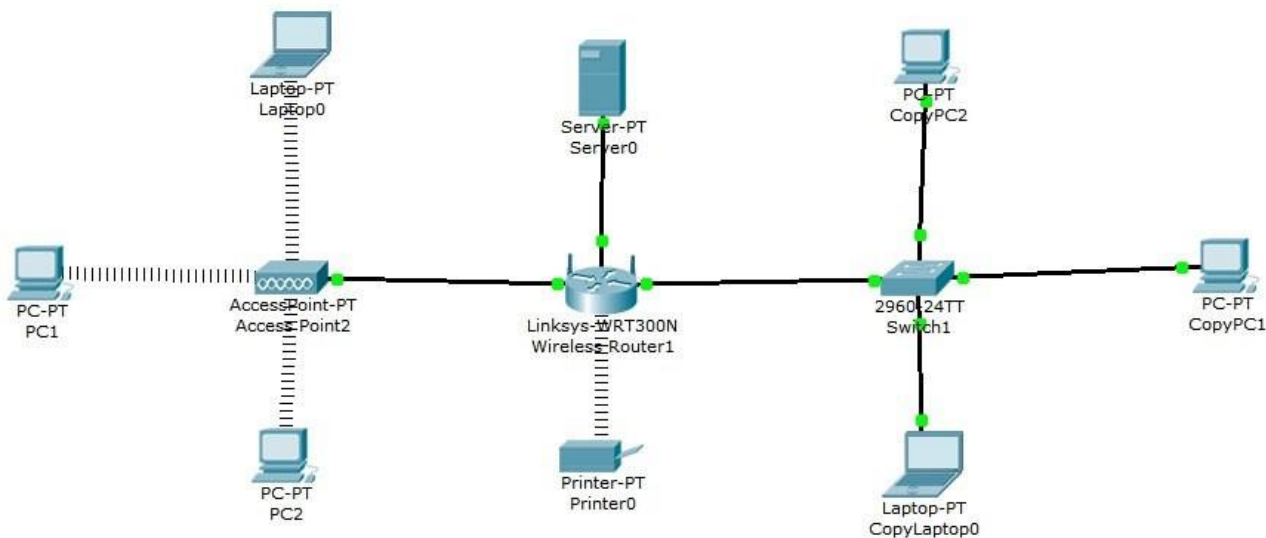 Laptop-PT
Laptop0
Server-PT
Server0
PC-PT
CopyPC2
PC-PT
PC1
AccessPoint-PT
Access Point2
Linksys-WRT300N
Wireless Router1
2960-24TT
Switch1
PC-PT
CopyPC1
PC-PT
PC2
Printer-PT
Printer0
Laptop-PT
CopyLaptop0